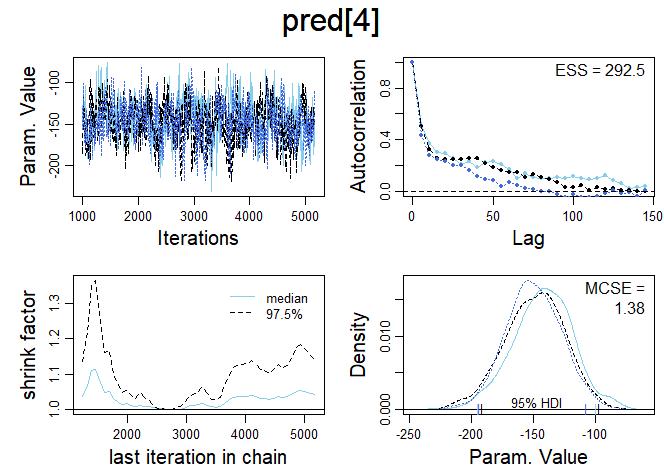 pred[4]
Param. Value
-200 -150 -100
1000 2000 3000 4000 5000
Iterations
Autocorrelation
0.0 0.4 0.8
ESS = 292.5
0 50 100 150
Lag
shrink factor
1.0 1.1 1.2 1.3
median
97.5%
2000 3000 4000 5000
last iteration in chain
Density
0.000 0.010
MCSE =
1.38
95% HDI
-250 -200 -150 -100
Param. Value